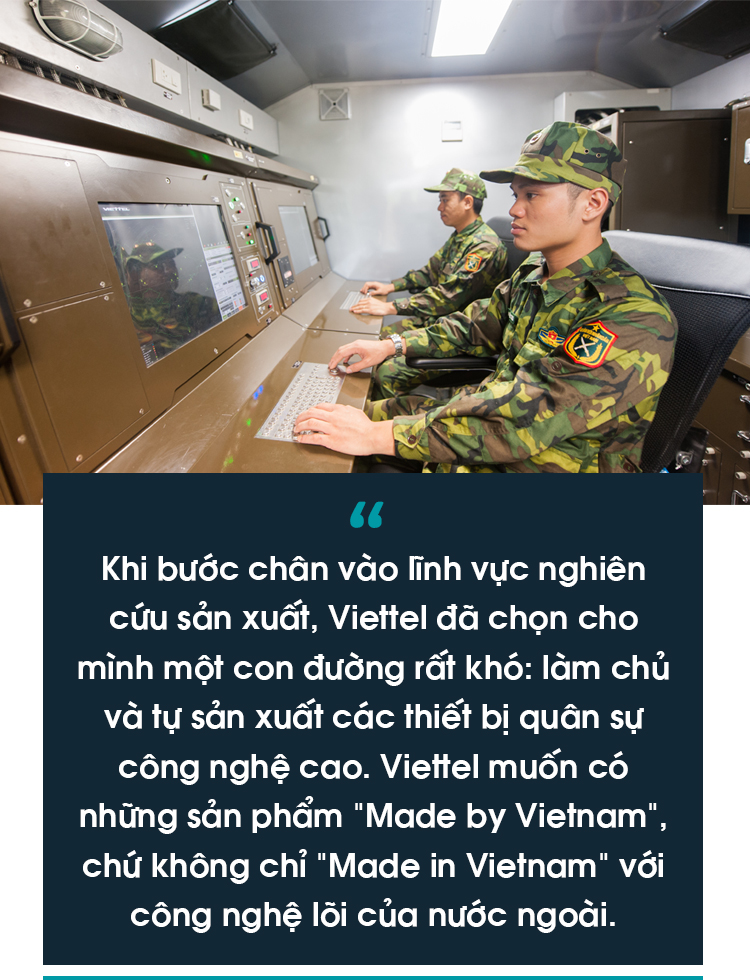 VIETTEL
“
Khi bước chân vào lĩnh vực nghiên
cứu sản xuất, Viettel đã chọn cho
mình một con đường rất khó: làm chủ
và tự sản xuất các thiết bị quân sự
công nghệ cao. Viettel muốn có
những sản phẩm "Made by Vietnam",
chứ không chỉ "Made in Vietnam" với
công nghệ lõi của nước ngoài.